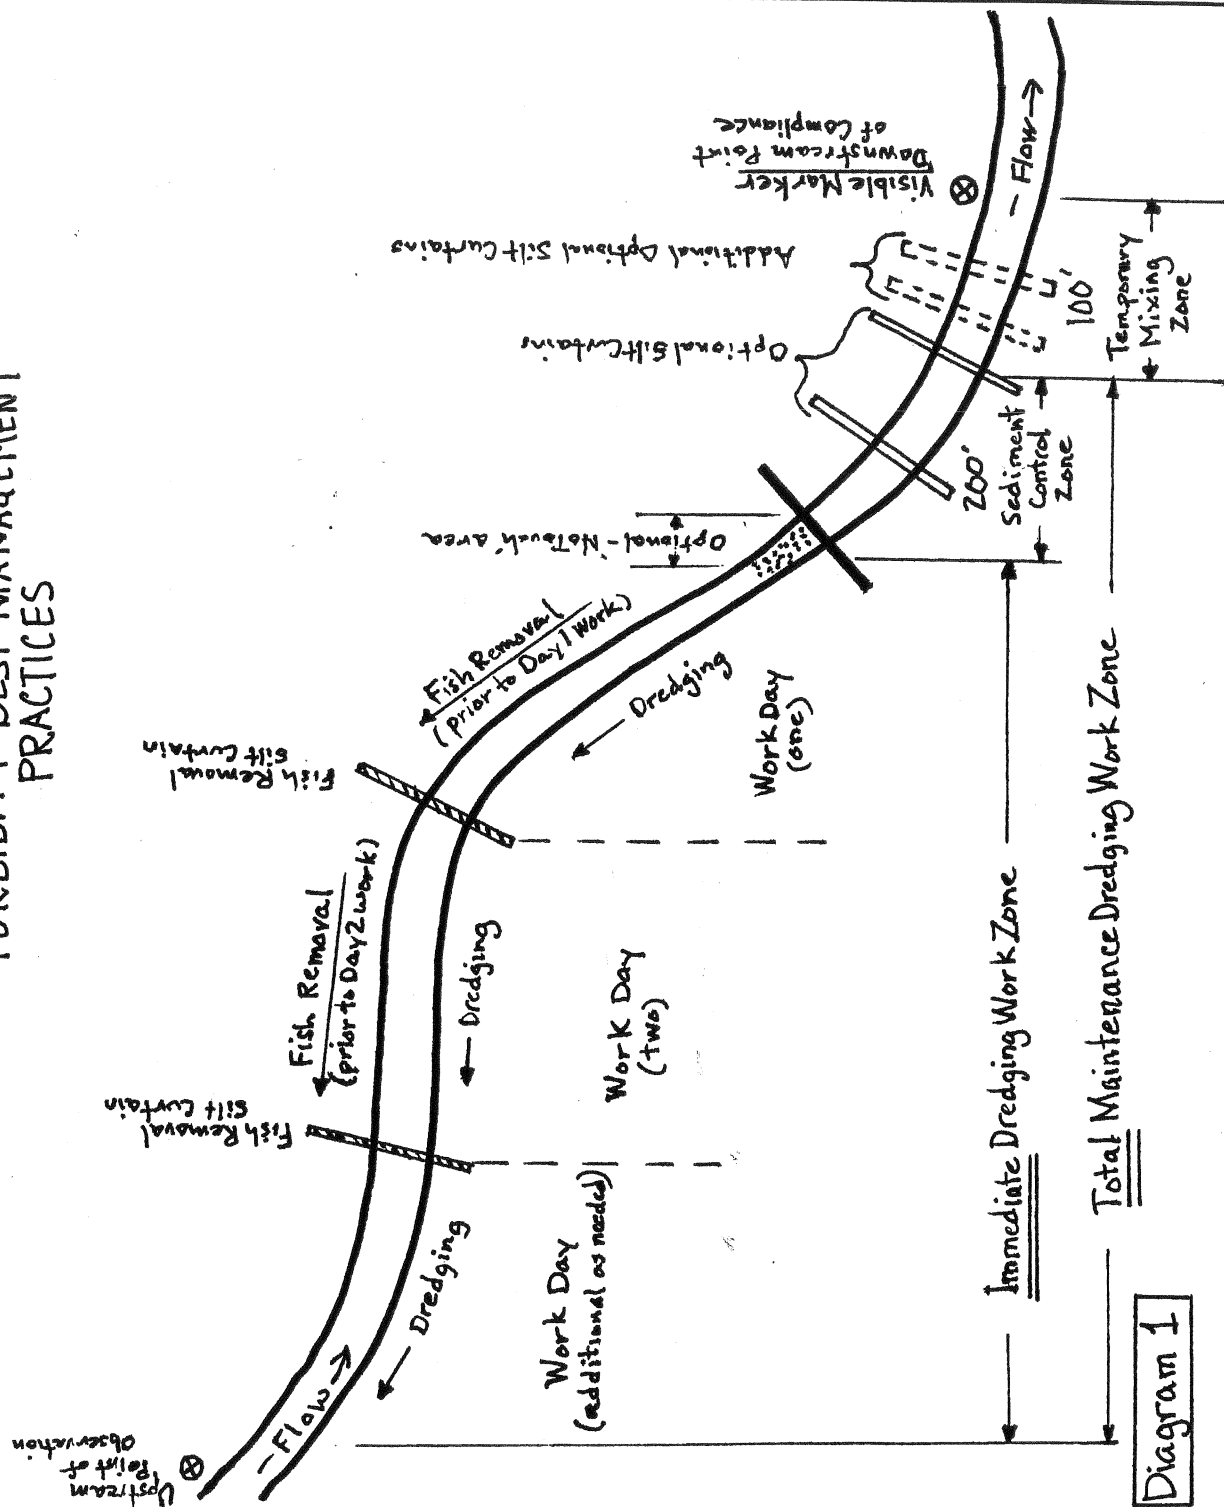 TURBIDITY BEST MANAGEMENT
PRACTICES
Upstream
Point of
Observation
- Flow →
← Dredging
Work Day
(additional as needed)
Fish Removal
Silt Curtain
Fish Removal
(prior to Day 2 work)
← Dredging
Work Day
(two)
Fish Removal
Silt Curtain
Fish Removal
(prior to Day 1 work)
← Dredging
Work Day
(one)
Optional - "No Touch" area
Optional Silt Curtains
Additional Optional Silt Curtains
Visible Marker
Downstream Point
of Compliance
- Flow →
200'
Sediment
Control
Zone
100'
Temporary
Mixing
Zone
Immediate Dredging Work Zone
Total Maintenance Dredging Work Zone
Diagram 1